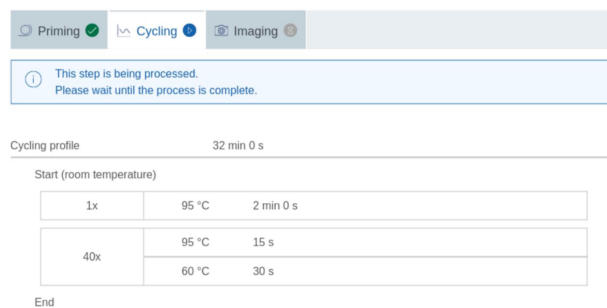 Priming Cycling Imaging
This step is being processed.
Please wait until the process is complete.
Cycling profile 32 min 0 s
Start (room temperature)
1x 95 °C 2 min 0 s
40x 95 °C 15 s
60 °C 30 s
End